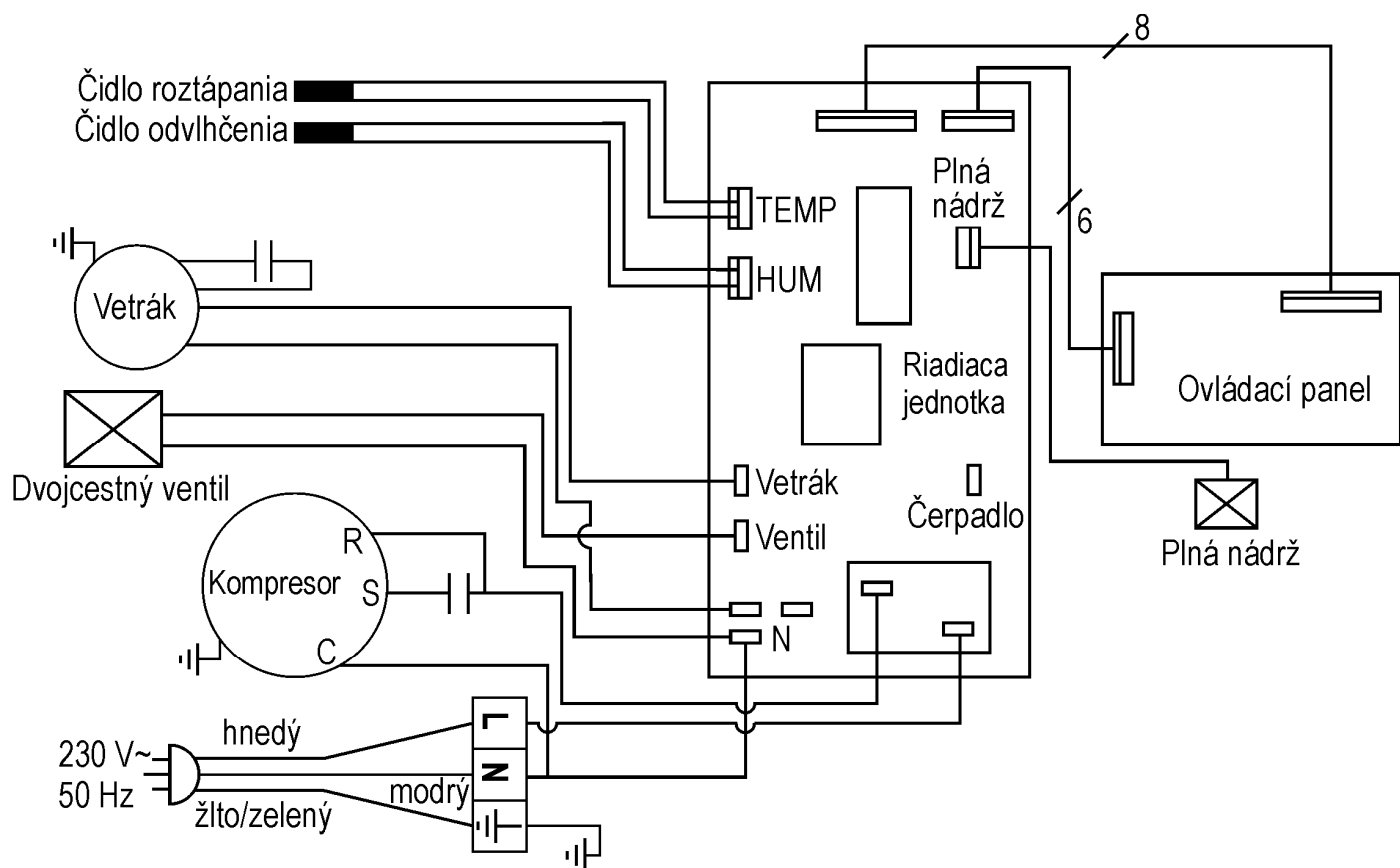 8
Čidlo roztápania
Čidlo odvlhčenia
Plná
nádrž
TEMP
6
HUM
Vetrák
Riadiaca
jednotka
Ovládací panel
Dvojcestný ventil
Vetrák
Čerpadlo
Ventil
Plná nádrž
R
Kompresor
S
C
N
L
hnedý
230 V~
50 Hz
N
modrý
žlto/zelený